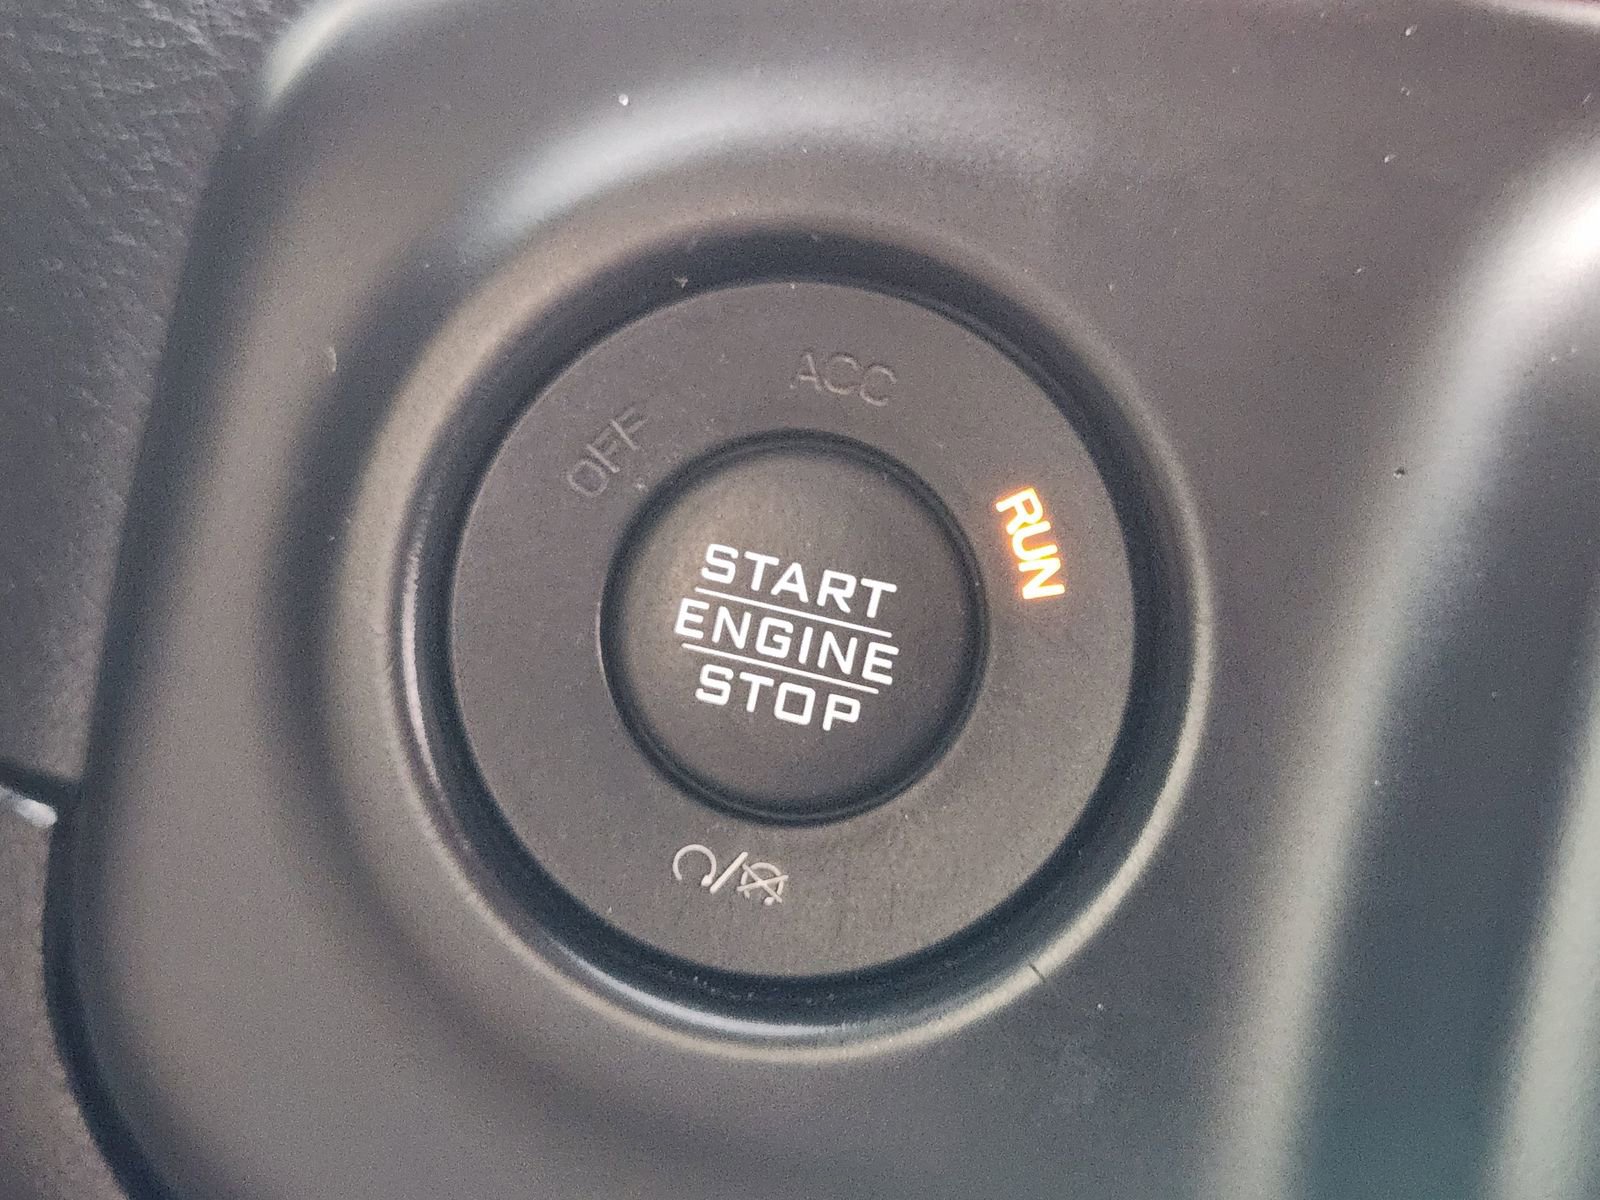 OFF
ACC
RUN
START
ENGINE
STOP